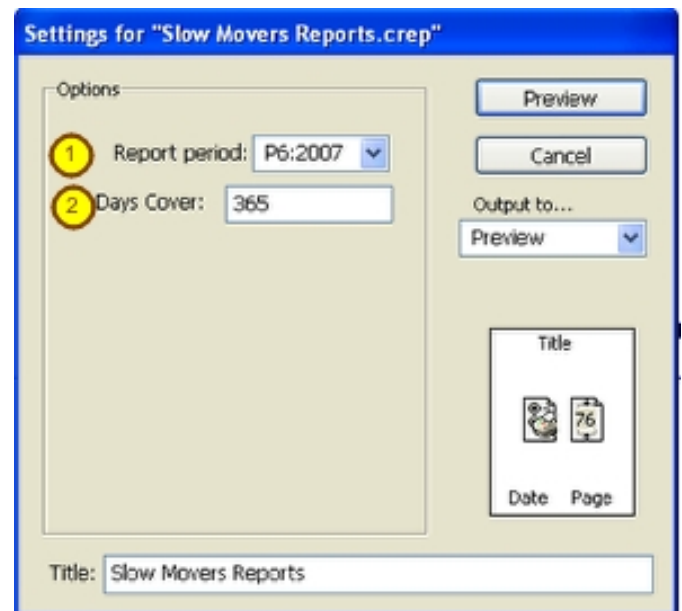 Settings for "Slow Movers Reports.crep"
Options
1 Report period: P6:2007
2 Days Cover: 365
Preview
Cancel
Output to...
Preview
Title
76
Date Page
Title: Slow Movers Reports